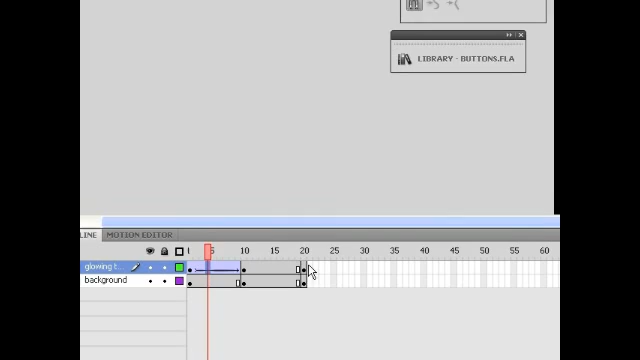 LIBRARY - BUTTONS.FLA
LINE MOTION EDITOR
5 10 15 20 25 30 35 40 45 50 55 60
glowing t...
background